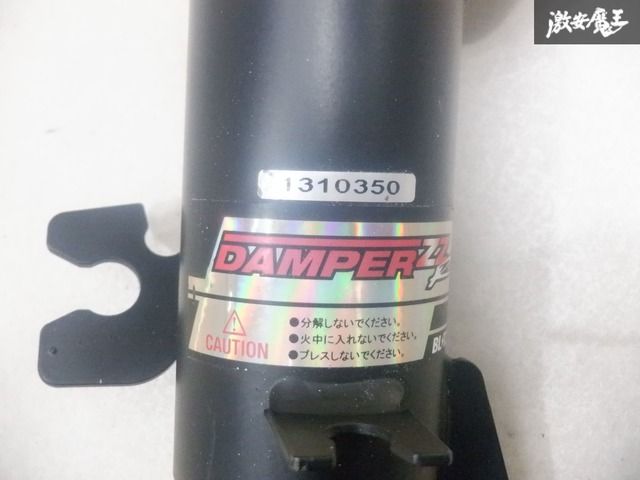 激安魔王
1310350
DAMPER ZZ
CAUTION
●分解しないでください。
●火中に入れないでください。
●プレスしないでください。
BL